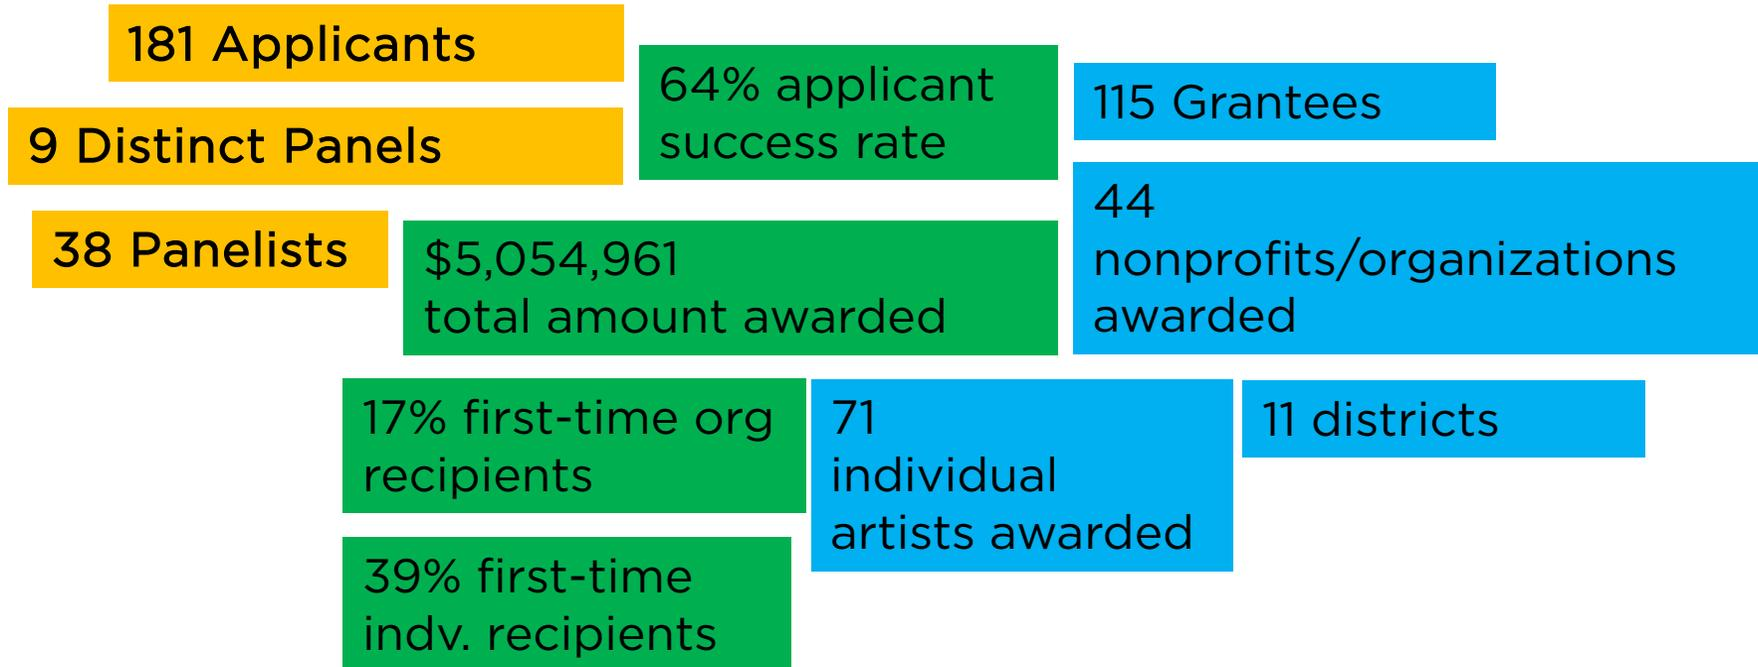 181 Applicants
9 Distinct Panels
38 Panelists
64% applicant
success rate
$5,054,961
total amount awarded
17% first-time org
recipients
39% first-time
indv. recipients
115 Grantees
44
nonprofits/organizations
awarded
71
individual
artists awarded
11 districts